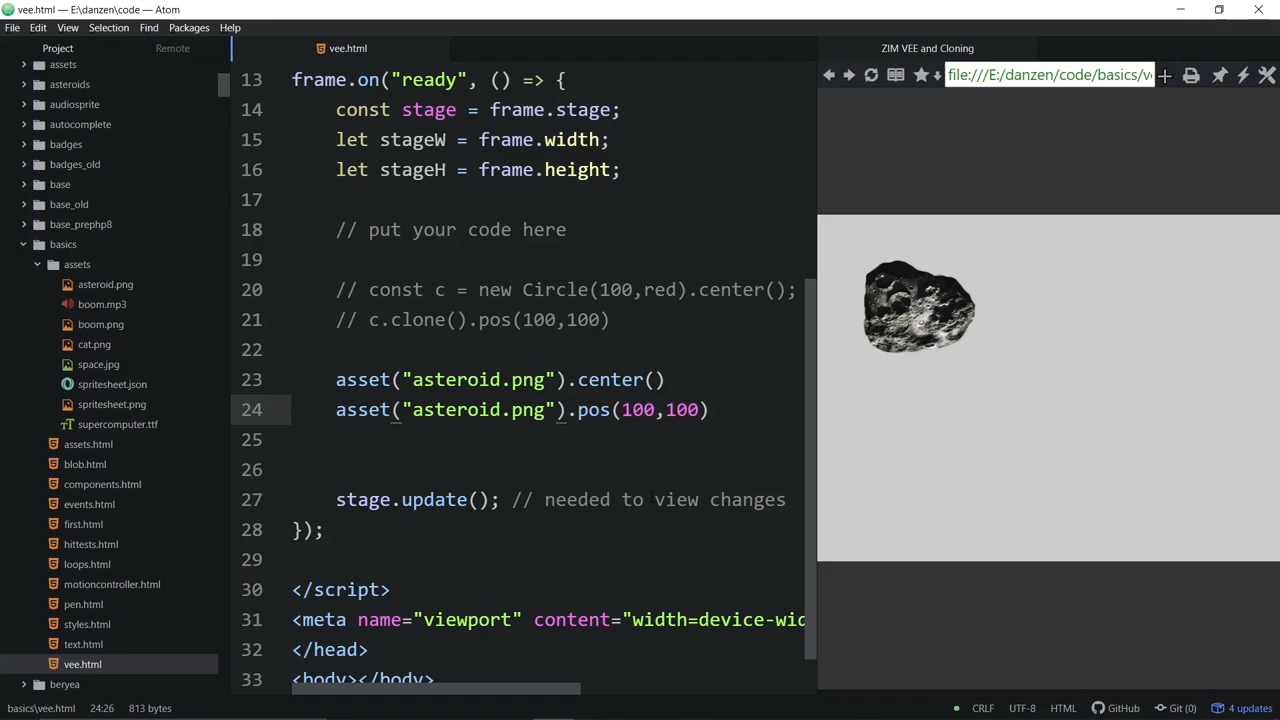 vee.html — E:\danzen\code — Atom
File Edit View Selection Find Packages Help
Project Remote
assets
asteroids
audiosprite
autocomplete
badges
badges_old
base
base_old
base_prephp8
basics
assets
asteroid.png
boom.mp3
boom.png
cat.png
space.jpg
spritesheet.json
spritesheet.png
supercomputer.ttf
assets.html
blob.html
components.html
events.html
first.html
hittests.html
loops.html
motioncontroller.html
pen.html
styles.html
text.html
vee.html
beryea
vee.html
13 frame.on("ready", () => {
14 const stage = frame.stage;
15 let stageW = frame.width;
16 let stageH = frame.height;
17
18 // put your code here
19
20 // const c = new Circle(100,red).center();
21 // c.clone().pos(100,100)
22
23 asset("asteroid.png").center()
24 asset("asteroid.png").pos(100,100)
25
26
27 stage.update(); // needed to view changes
28 });
29
30 </script>
31 <meta name="viewport" content="width=device-wid
32 </head>
33 <body></body>
ZIM VEE and Cloning
file:///E:/danzen/code/basics/ve
basics\vee.html 24:26 813 bytes
CRLF UTF-8 HTML GitHub Git (0) 4 updates